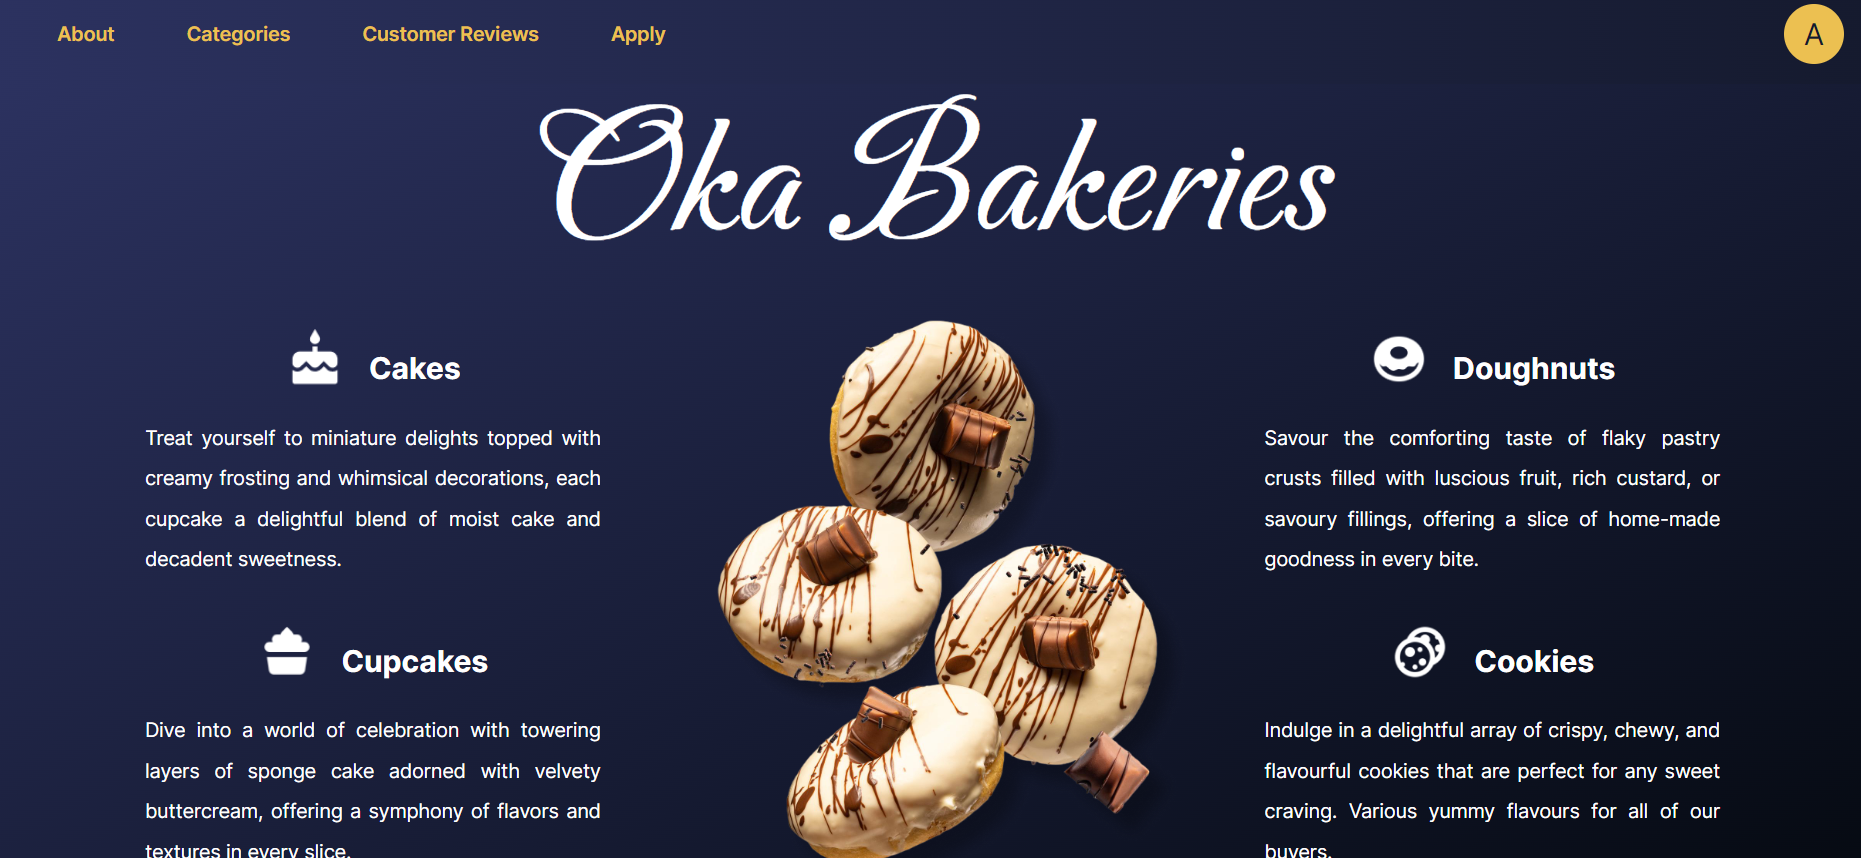 About Categories Customer Reviews Apply A
Oka Bakeries
Cakes
Treat yourself to miniature delights topped with
creamy frosting and whimsical decorations, each
cupcake a delightful blend of moist cake and
decadent sweetness.
Cupcakes
Dive into a world of celebration with towering
layers of sponge cake adorned with velvety
buttercream, offering a symphony of flavors and
textures in every slice.
Doughnuts
Savour the comforting taste of flaky pastry
crusts filled with luscious fruit, rich custard, or
savoury fillings, offering a slice of home-made
goodness in every bite.
Cookies
Indulge in a delightful array of crispy, chewy, and
flavourful cookies that are perfect for any sweet
craving. Various yummy flavours for all of our
buyers.